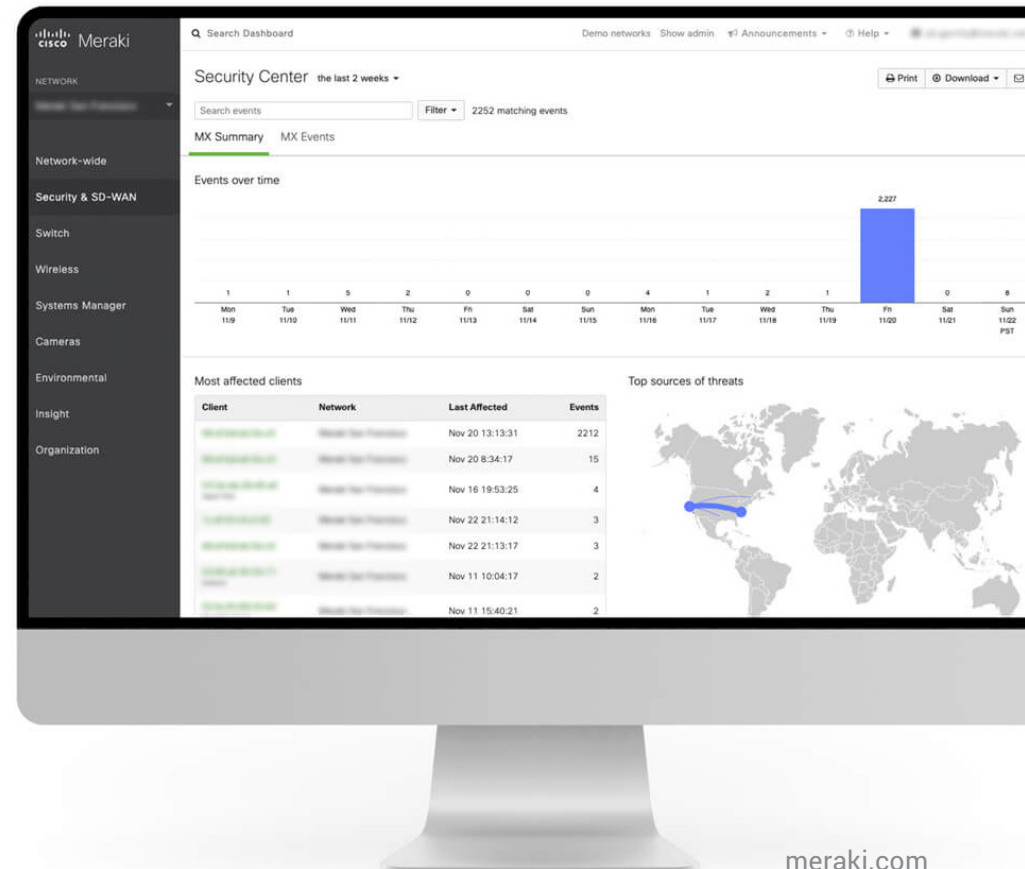 CISCO Meraki
Search Dashboard
Demo networks Show admin Announcements Help
NETWORK
Network-wide
Security & SD-WAN
Switch
Wireless
Systems Manager
Cameras
Environmental
Insight
Organization
Security Center the last 2 weeks
Print Download
Search events Filter 2252 matching events
MX Summary MX Events
Events over time
2,227
1 1 5 2 0 0 0 4 1 2 1 0 8
Mon Tue Wed Thu Fri Sat Sun Mon Tue Wed Thu Fri Sat Sun
11/9 11/10 11/11 11/12 11/13 11/14 11/15 11/16 11/17 11/18 11/19 11/20 11/21 11/22
PST
Most affected clients
Client Network Last Affected Events
Nov 20 13:13:31 2212
Nov 20 8:34:17 15
Nov 16 19:53:25 4
Nov 22 21:14:12 3
Nov 22 21:13:17 3
Nov 11 10:04:17 2
Nov 11 15:40:21 2
Top sources of threats
meraki.com